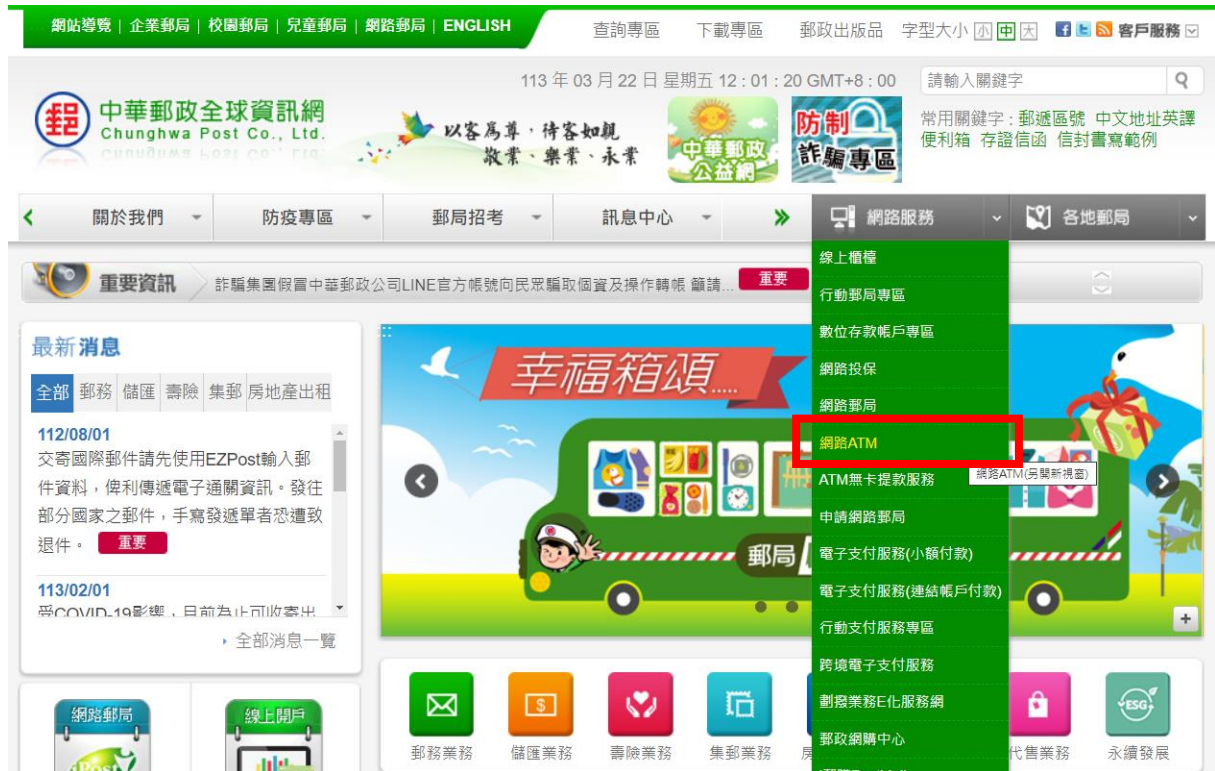 網站導覽 | 企業郵局 | 校園郵局 | 兒童郵局 | 網路郵局 | ENGLISH
查詢專區 下載專區 郵政出版品 字型大小 小 中 大 客戶服務
113 年 03 月 22 日 星期五 12 : 01 : 20 GMT+8 : 00
請輸入關鍵字
郵
中華郵政全球資訊網
Chunghwa Post Co., Ltd.
以客為尊，待客如親
敬業、樂業、永業
中華郵政
公益網
防制
詐騙專區
常用關鍵字 : 郵遞區號 中文地址英譯
便利箱 存證信函 信封書寫範例
關於我們 防疫專區 郵局招考 訊息中心 網路服務 各地郵局
重要資訊 詐騙集團假冒中華郵政公司LINE官方帳號向民眾騙取個資及操作轉帳 籲請... 重要
線上櫃檯
行動郵局專區
數位存款帳戶專區
網路投保
網路郵局
網路ATM
網路ATM(另開新視窗)
ATM無卡提款服務
申請網路郵局
電子支付服務(小額付款)
電子支付服務(連結帳戶付款)
行動支付服務專區
跨境電子支付服務
劃撥業務E化服務網
郵政網購中心
最新消息
全部 郵務 儲匯 壽險 集郵 房地產出租
112/08/01
交寄國際郵件請先使用EZPost輸入郵
件資料，俾利傳遞電子通關資訊。發往
部分國家之郵件，手寫發遞單者恐遭致
退件。 重要
113/02/01
受COVID-19影響，目前為止可收寄出
全部消息一覽
幸福箱頌.....
郵局
網路郵局
線上開戶
郵務業務 儲匯業務 壽險業務 集郵業務 代售業務 永續發展
ESG